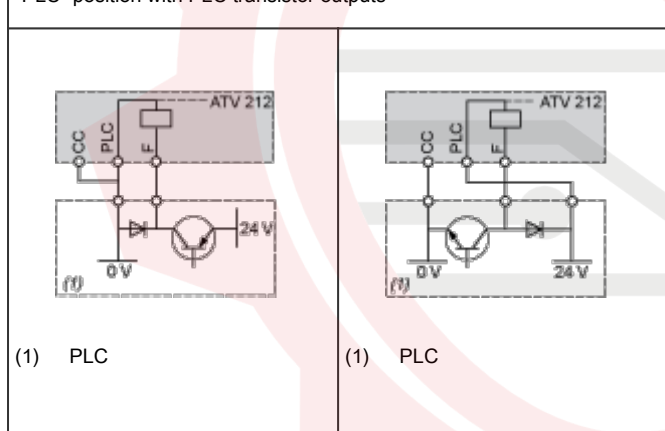 "PLC" position with PLC transistor outputs
ATV 212
CC
PLC
F
24 V
0 V
(1)
(1) PLC
ATV 212
CC
PLC
F
0 V
24 V
(1)
(1) PLC